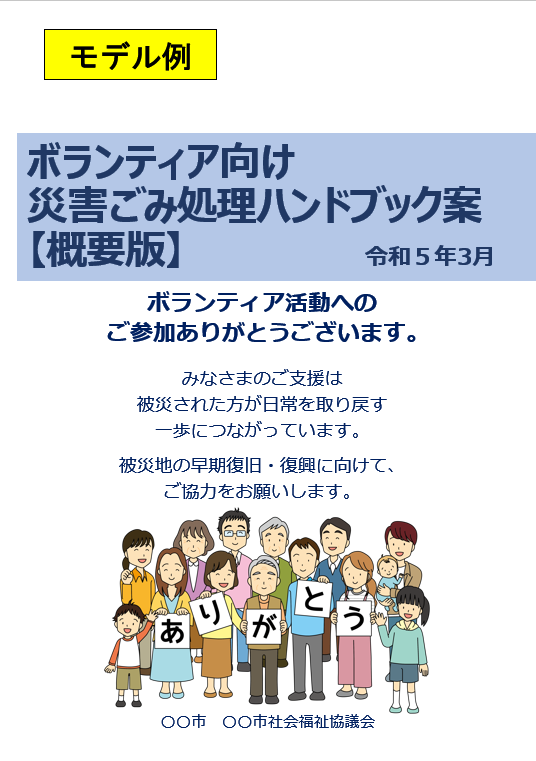 モデル例
ボランティア向け
災害ごみ処理ハンドブック案
【概要版】 令和５年3月
ボランティア活動への
ご参加ありがとうございます。
みなさまのご支援は
被災された方が日常を取り戻す
一歩につながっています。
被災地の早期復旧・復興に向けて、
ご協力をお願いします。
ありがとう
〇〇市　〇〇市社会福祉協議会